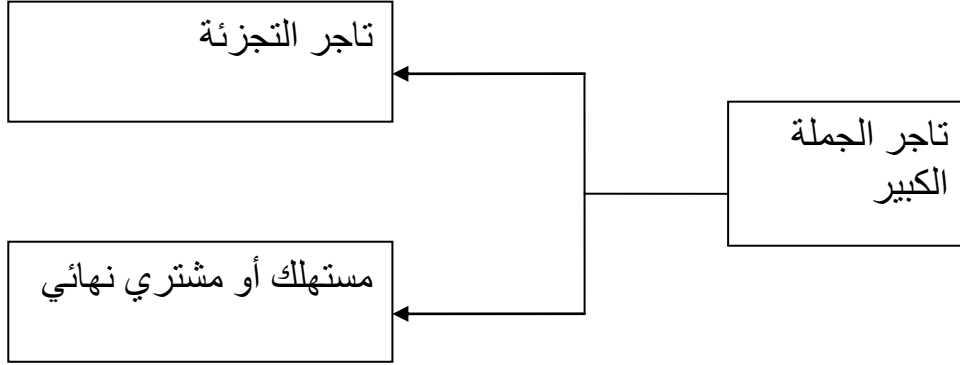 تاجر التجزئة
تاجر الجملة
الكبير
مستهلك أو مشتري نهائي